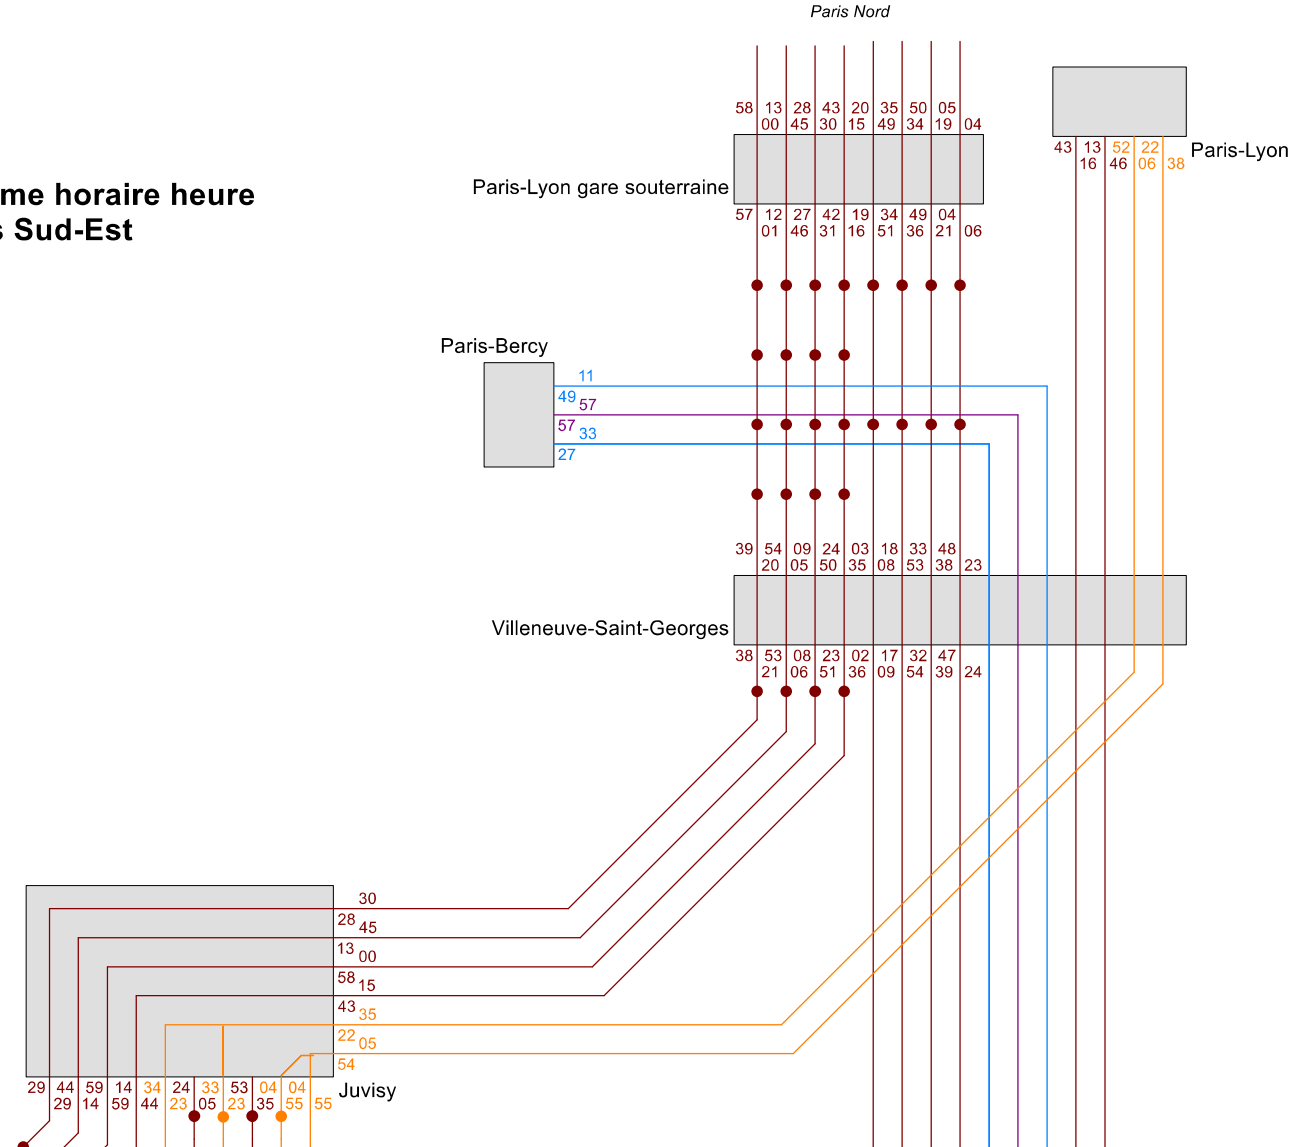 Paris Nord
58 13 28 43 20 35 50 05
00 45 30 15 49 34 19 04
43 13 52 22
16 46 06 38
Paris-Lyon
me horaire heure
s Sud-Est
Paris-Lyon gare souterraine
57 12 27 42 19 34 49 04
01 46 31 16 51 36 21 06
Paris-Bercy
11
49
57
57
33
27
39 54 09 24 03 18 33 48
20 05 50 35 08 53 38 23
Villeneuve-Saint-Georges
38 53 08 23 02 17 32 47
21 06 51 36 09 54 39 24
30
28
45
13
00
58
15
43
35
22
05
54
29 44 59 14 34 24 33 53 04 04
29 14 59 44 23 05 23 35 55 55
Juvisy